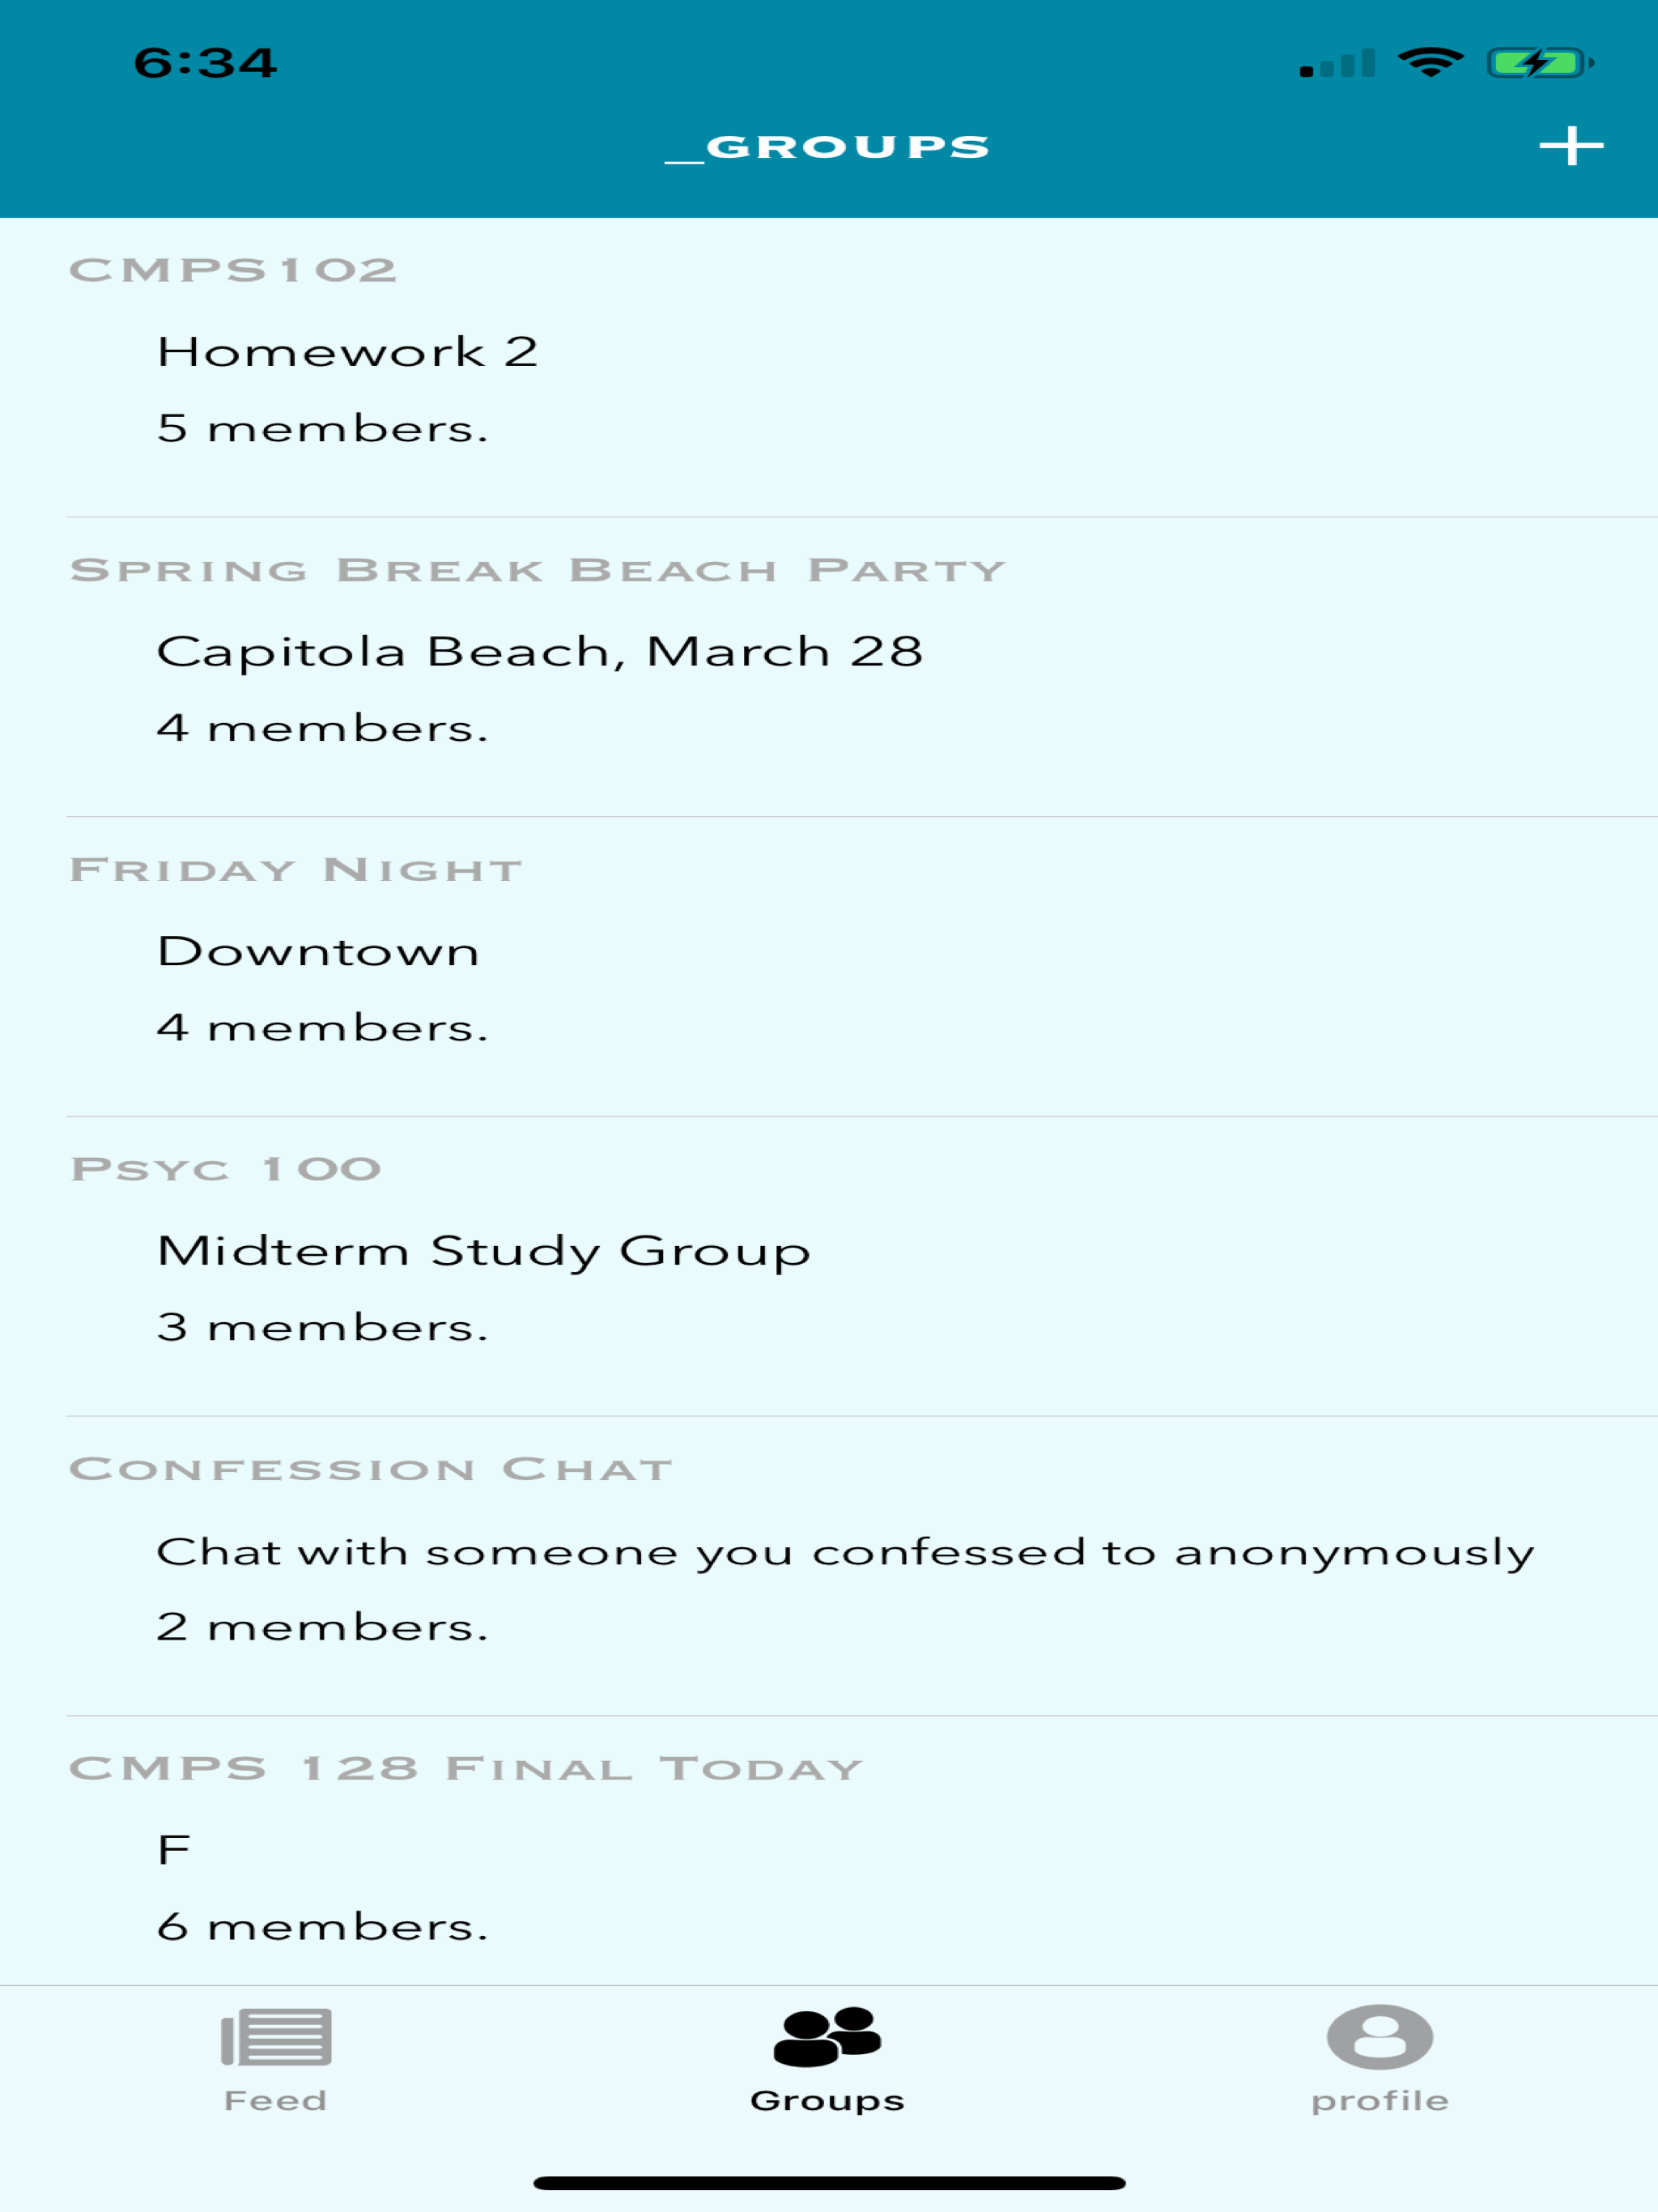 6:34
_GROUPS
CMPS102
Homework 2
5 members.
Spring Break Beach Party
Capitola Beach, March 28
4 members.
Friday Night
Downtown
4 members.
Psyc 100
Midterm Study Group
3 members.
Confession Chat
Chat with someone you confessed to anonymously
2 members.
CMPS 128 Final Today
F
6 members.
Feed
Groups
profile